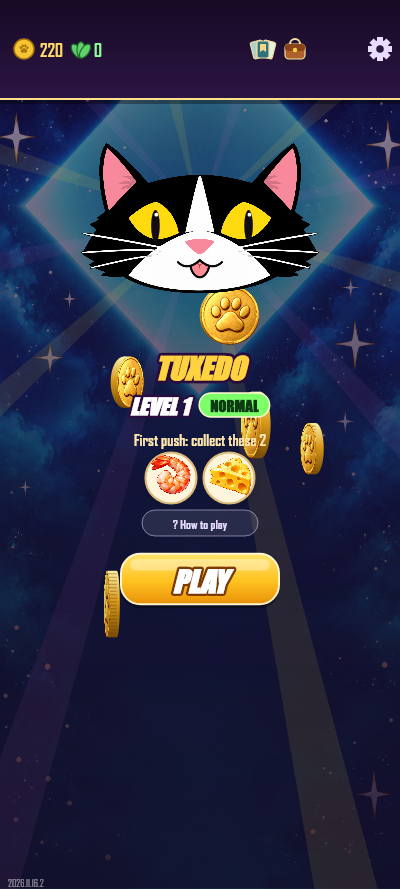 220
0
TUXEDO
LEVEL 1
NORMAL
First push: collect these 2
? How to play
PLAY
2026.11.16.2